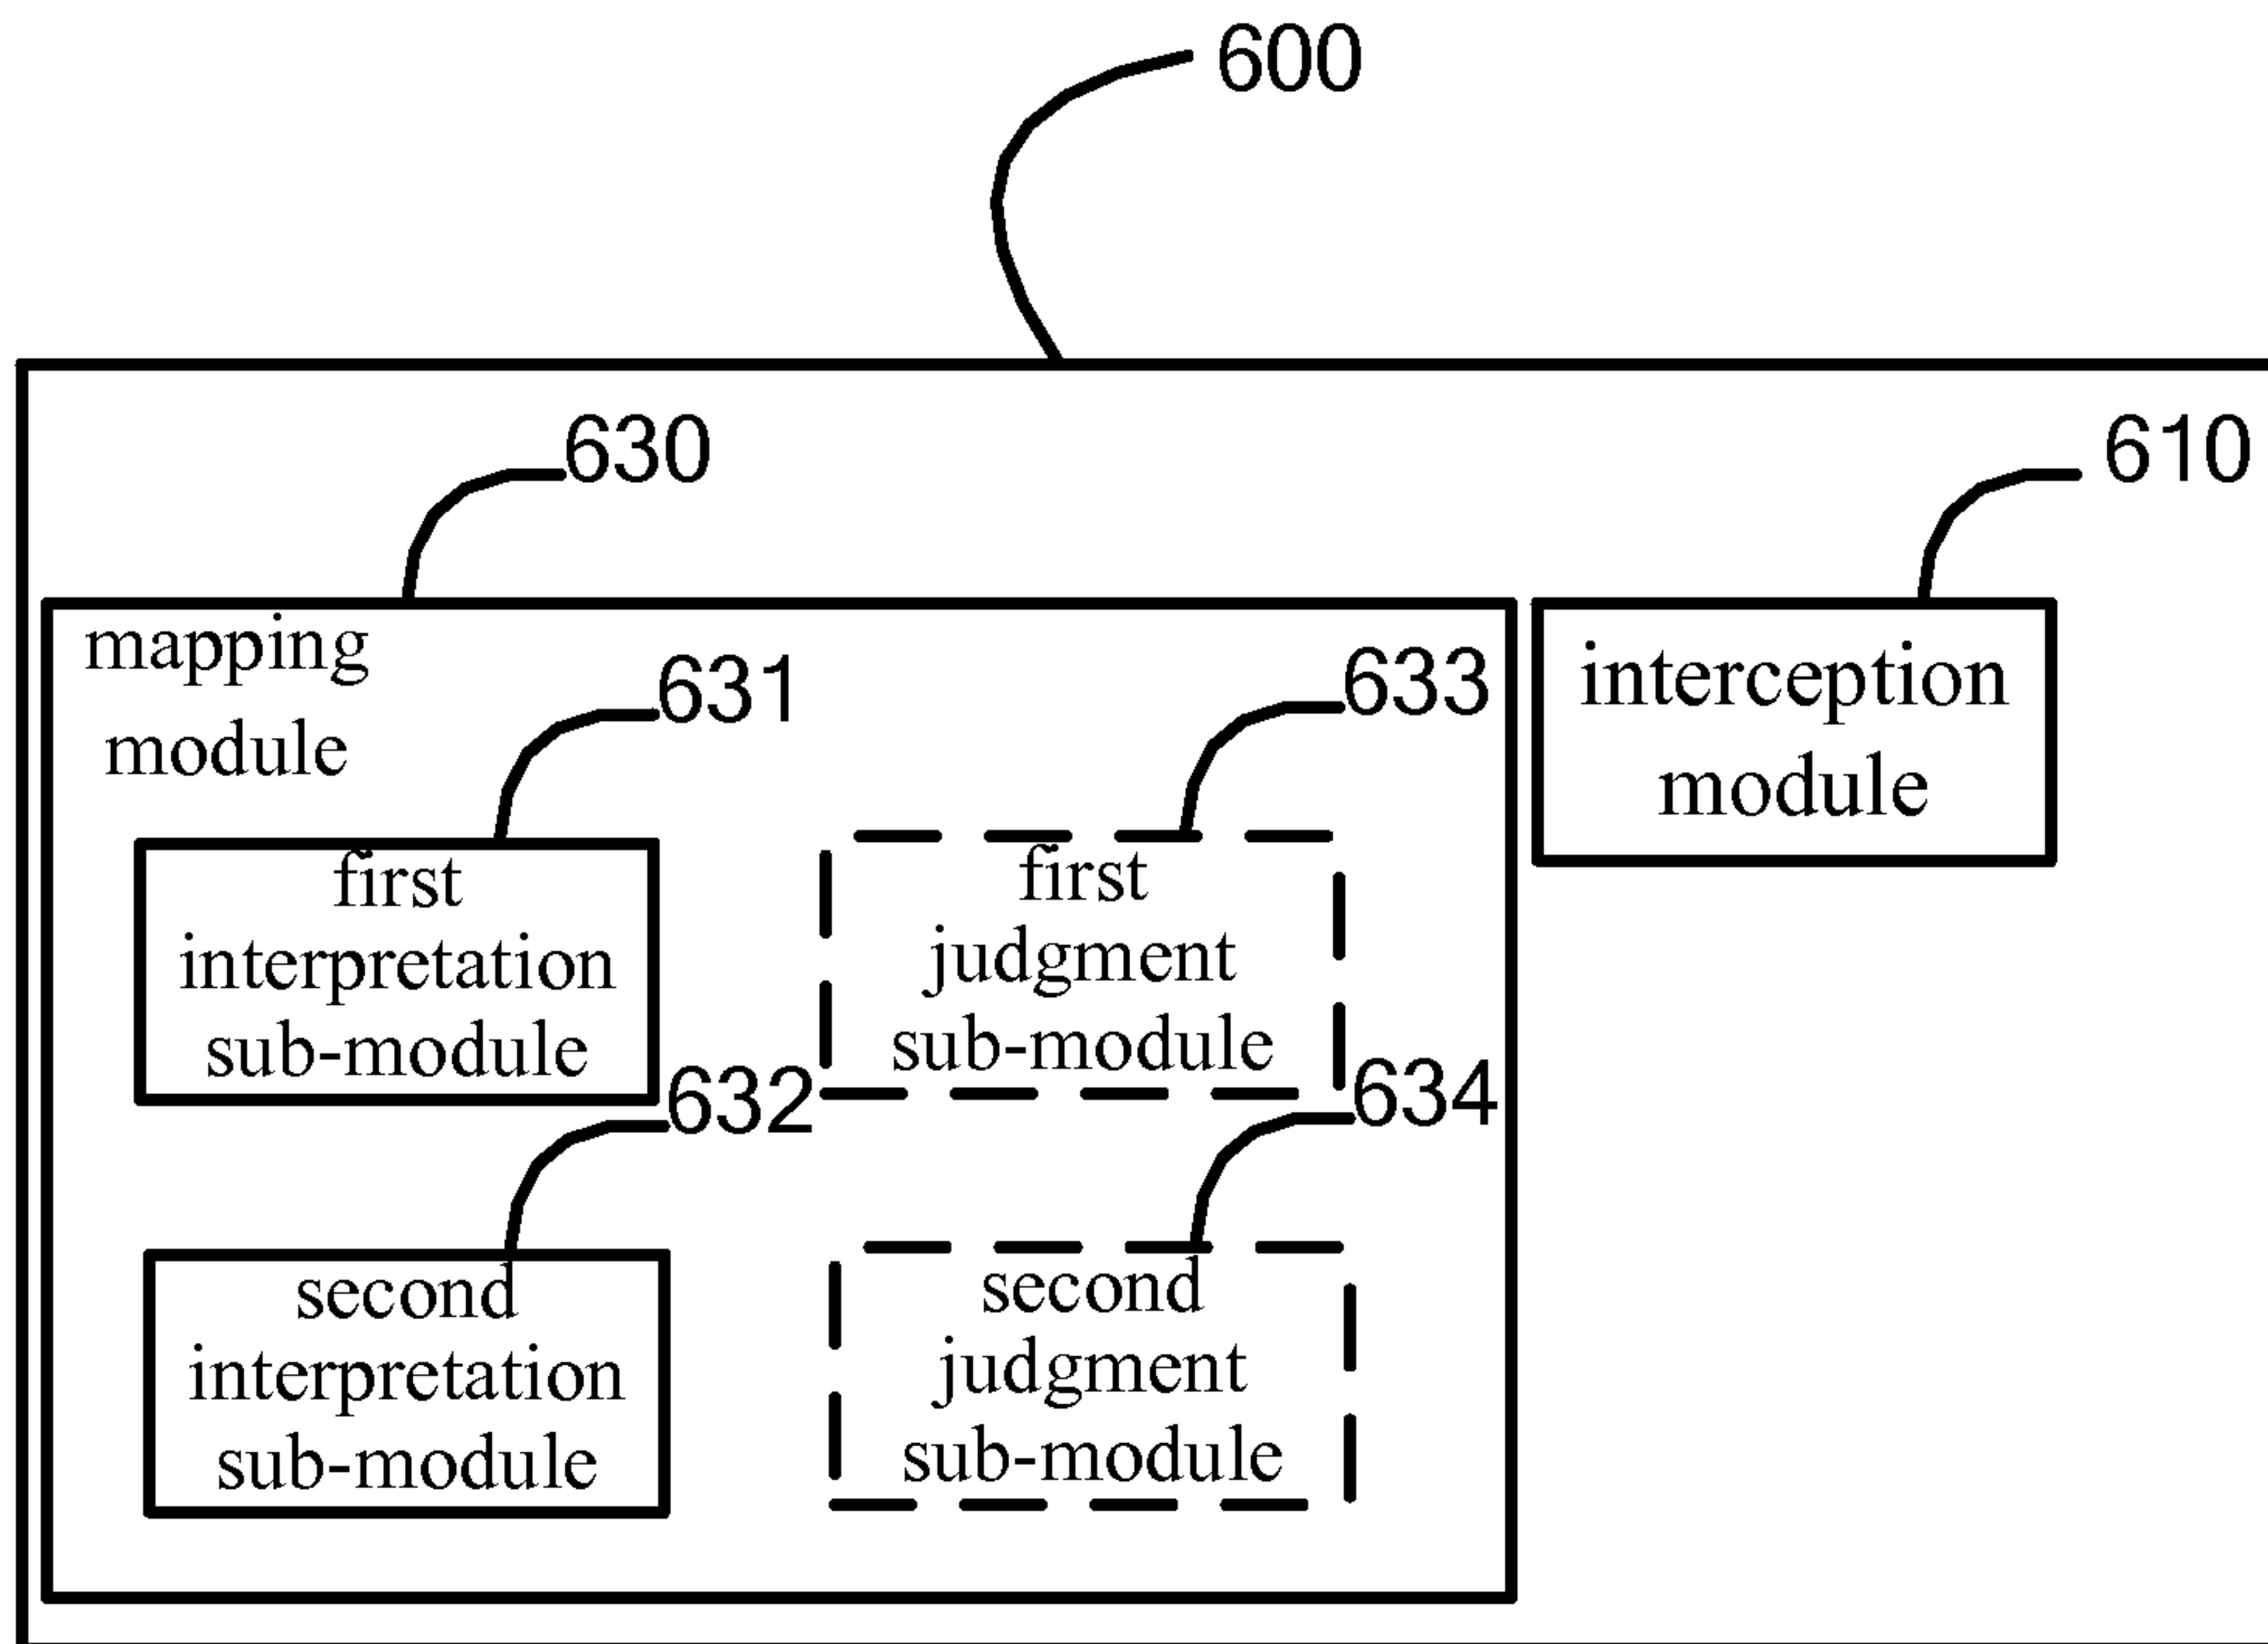 600
630
610
mapping
module
631
633
interception
module
first
interpretation
sub-module
first
judgment
sub-module
632
634
second
interpretation
sub-module
second
judgment
sub-module